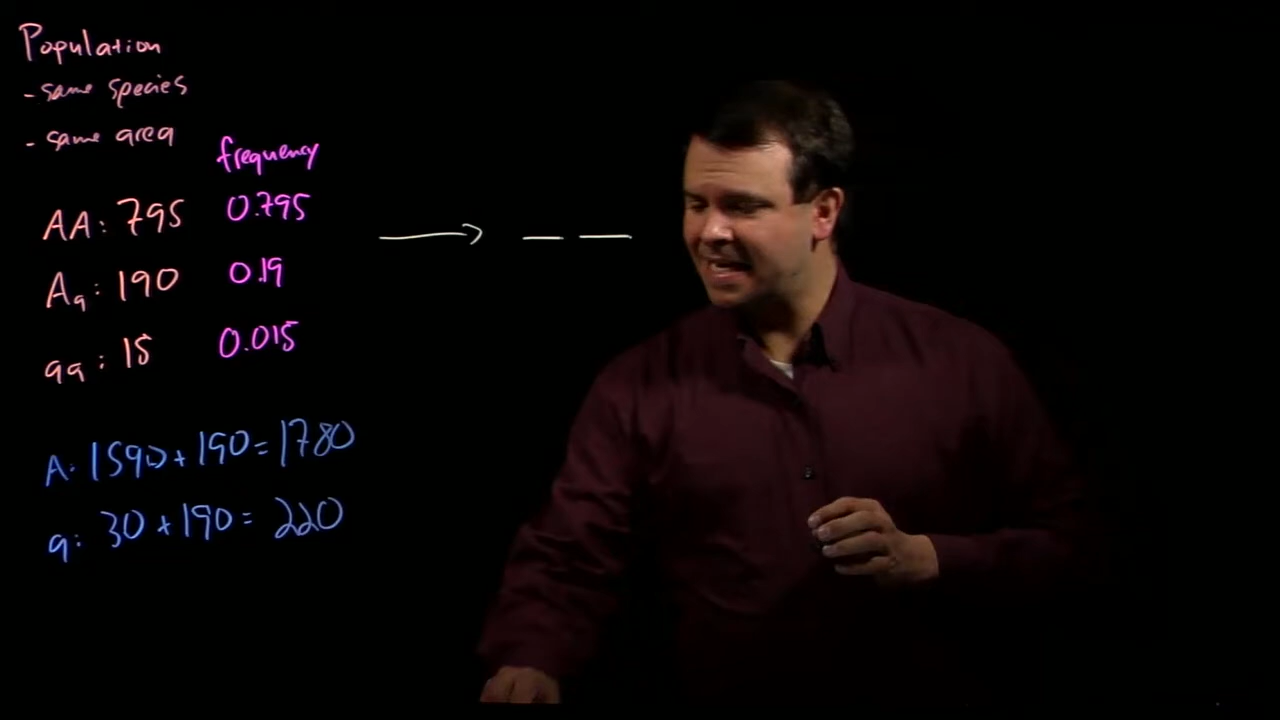 Population
- same species
- same area
frequency
AA: 795 0.795
Aa: 190 0.19
aa: 15 0.015
A: 1590 + 190 = 1780
a: 30 + 190 = 220